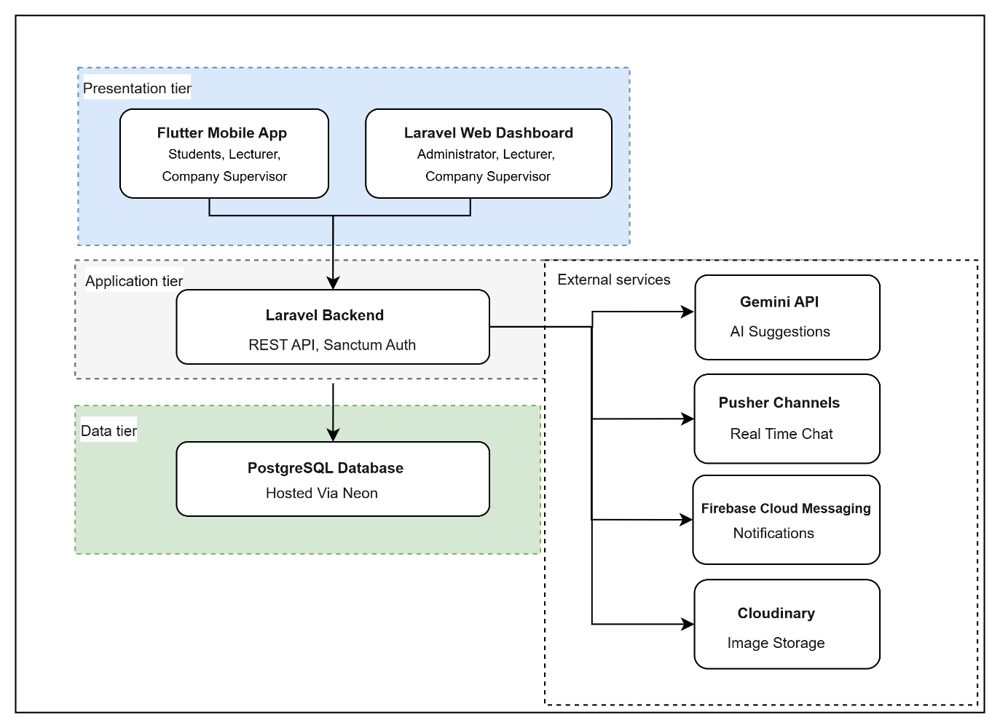 Presentation tier
Flutter Mobile App
Students, Lecturer,
Company Supervisor
Laravel Web Dashboard
Administrator, Lecturer,
Company Supervisor
Application tier
Laravel Backend
REST API, Sanctum Auth
External services
Gemini API
AI Suggestions
Pusher Channels
Real Time Chat
Firebase Cloud Messaging
Notifications
Cloudinary
Image Storage
Data tier
PostgreSQL Database
Hosted Via Neon